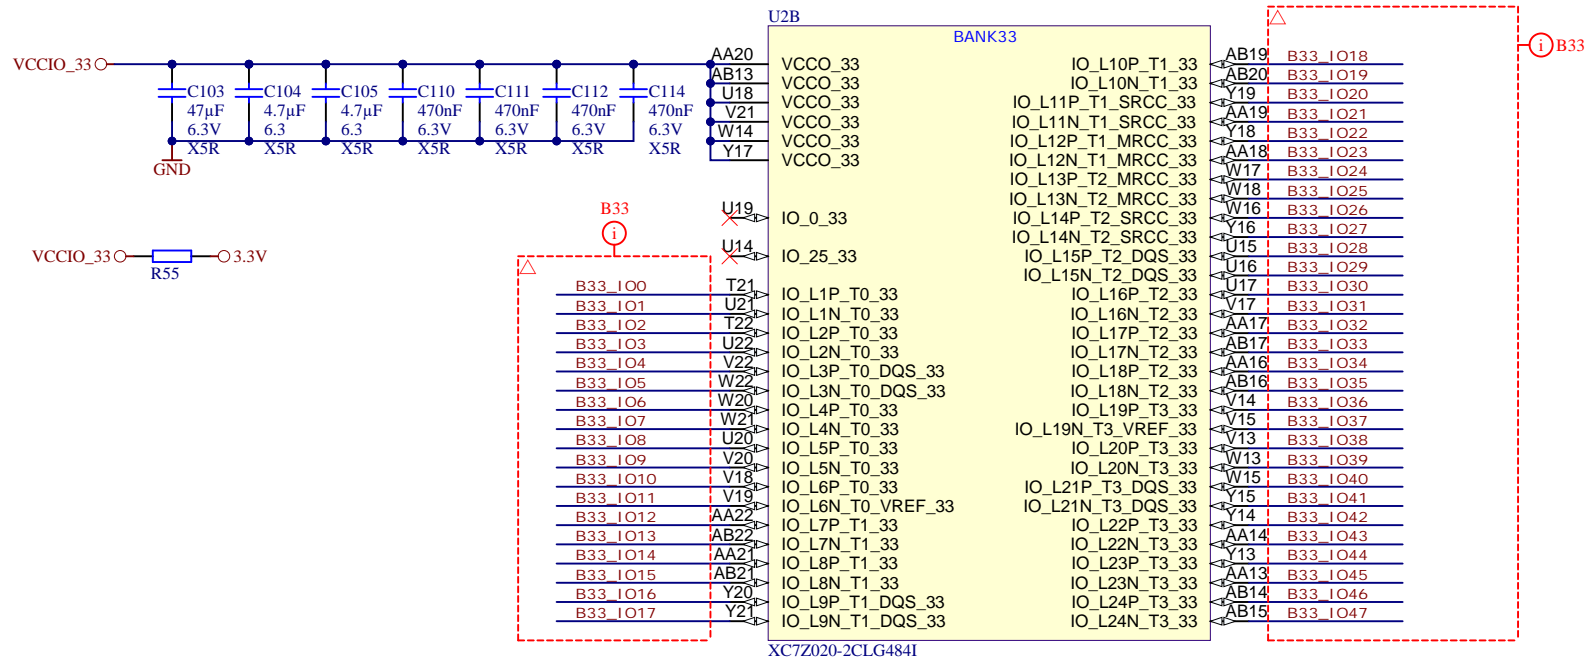 U2B
BANK33
VCCIO_33
C103
47µF
6.3V
X5R
C104
4.7µF
6.3
X5R
C105
4.7µF
6.3
X5R
C110
470nF
6.3V
X5R
C111
470nF
6.3V
X5R
C112
470nF
6.3V
X5R
C114
470nF
6.3V
X5R
GND
AA20 VCCO_33
AB13 VCCO_33
U18 VCCO_33
V21 VCCO_33
W14 VCCO_33
Y17 VCCO_33
U19 IO_0_33
U14 IO_25_33
VCCIO_33 R55 3.3V
B33
i
B33_IO0 T21 IO_L1P_T0_33
B33_IO1 U21 IO_L1N_T0_33
B33_IO2 T22 IO_L2P_T0_33
B33_IO3 U22 IO_L2N_T0_33
B33_IO4 V22 IO_L3P_T0_DQS_33
B33_IO5 W22 IO_L3N_T0_DQS_33
B33_IO6 W20 IO_L4P_T0_33
B33_IO7 W21 IO_L4N_T0_33
B33_IO8 U20 IO_L5P_T0_33
B33_IO9 V20 IO_L5N_T0_33
B33_IO10 V18 IO_L6P_T0_33
B33_IO11 V19 IO_L6N_T0_VREF_33
B33_IO12 AA22 IO_L7P_T1_33
B33_IO13 AB22 IO_L7N_T1_33
B33_IO14 AA21 IO_L8P_T1_33
B33_IO15 AB21 IO_L8N_T1_33
B33_IO16 Y20 IO_L9P_T1_DQS_33
B33_IO17 Y21 IO_L9N_T1_DQS_33
IO_L10P_T1_33 AB19 B33_IO18
IO_L10N_T1_33 AB20 B33_IO19
IO_L11P_T1_SRCC_33 Y19 B33_IO20
IO_L11N_T1_SRCC_33 AA19 B33_IO21
IO_L12P_T1_MRCC_33 Y18 B33_IO22
IO_L12N_T1_MRCC_33 AA18 B33_IO23
IO_L13P_T2_MRCC_33 W17 B33_IO24
IO_L13N_T2_MRCC_33 W18 B33_IO25
IO_L14P_T2_SRCC_33 W16 B33_IO26
IO_L14N_T2_SRCC_33 Y16 B33_IO27
IO_L15P_T2_DQS_33 U15 B33_IO28
IO_L15N_T2_DQS_33 U16 B33_IO29
IO_L16P_T2_33 U17 B33_IO30
IO_L16N_T2_33 V17 B33_IO31
IO_L17P_T2_33 AA17 B33_IO32
IO_L17N_T2_33 AB17 B33_IO33
IO_L18P_T2_33 AA16 B33_IO34
IO_L18N_T2_33 AB16 B33_IO35
IO_L19P_T3_33 V14 B33_IO36
IO_L19N_T3_VREF_33 V15 B33_IO37
IO_L20P_T3_33 V13 B33_IO38
IO_L20N_T3_33 W13 B33_IO39
IO_L21P_T3_DQS_33 W15 B33_IO40
IO_L21N_T3_DQS_33 Y15 B33_IO41
IO_L22P_T3_33 Y14 B33_IO42
IO_L22N_T3_33 AA14 B33_IO43
IO_L23P_T3_33 Y13 B33_IO44
IO_L23N_T3_33 AA13 B33_IO45
IO_L24P_T3_33 AB14 B33_IO46
IO_L24N_T3_33 AB15 B33_IO47
i B33
XC7Z020-2CLG484I